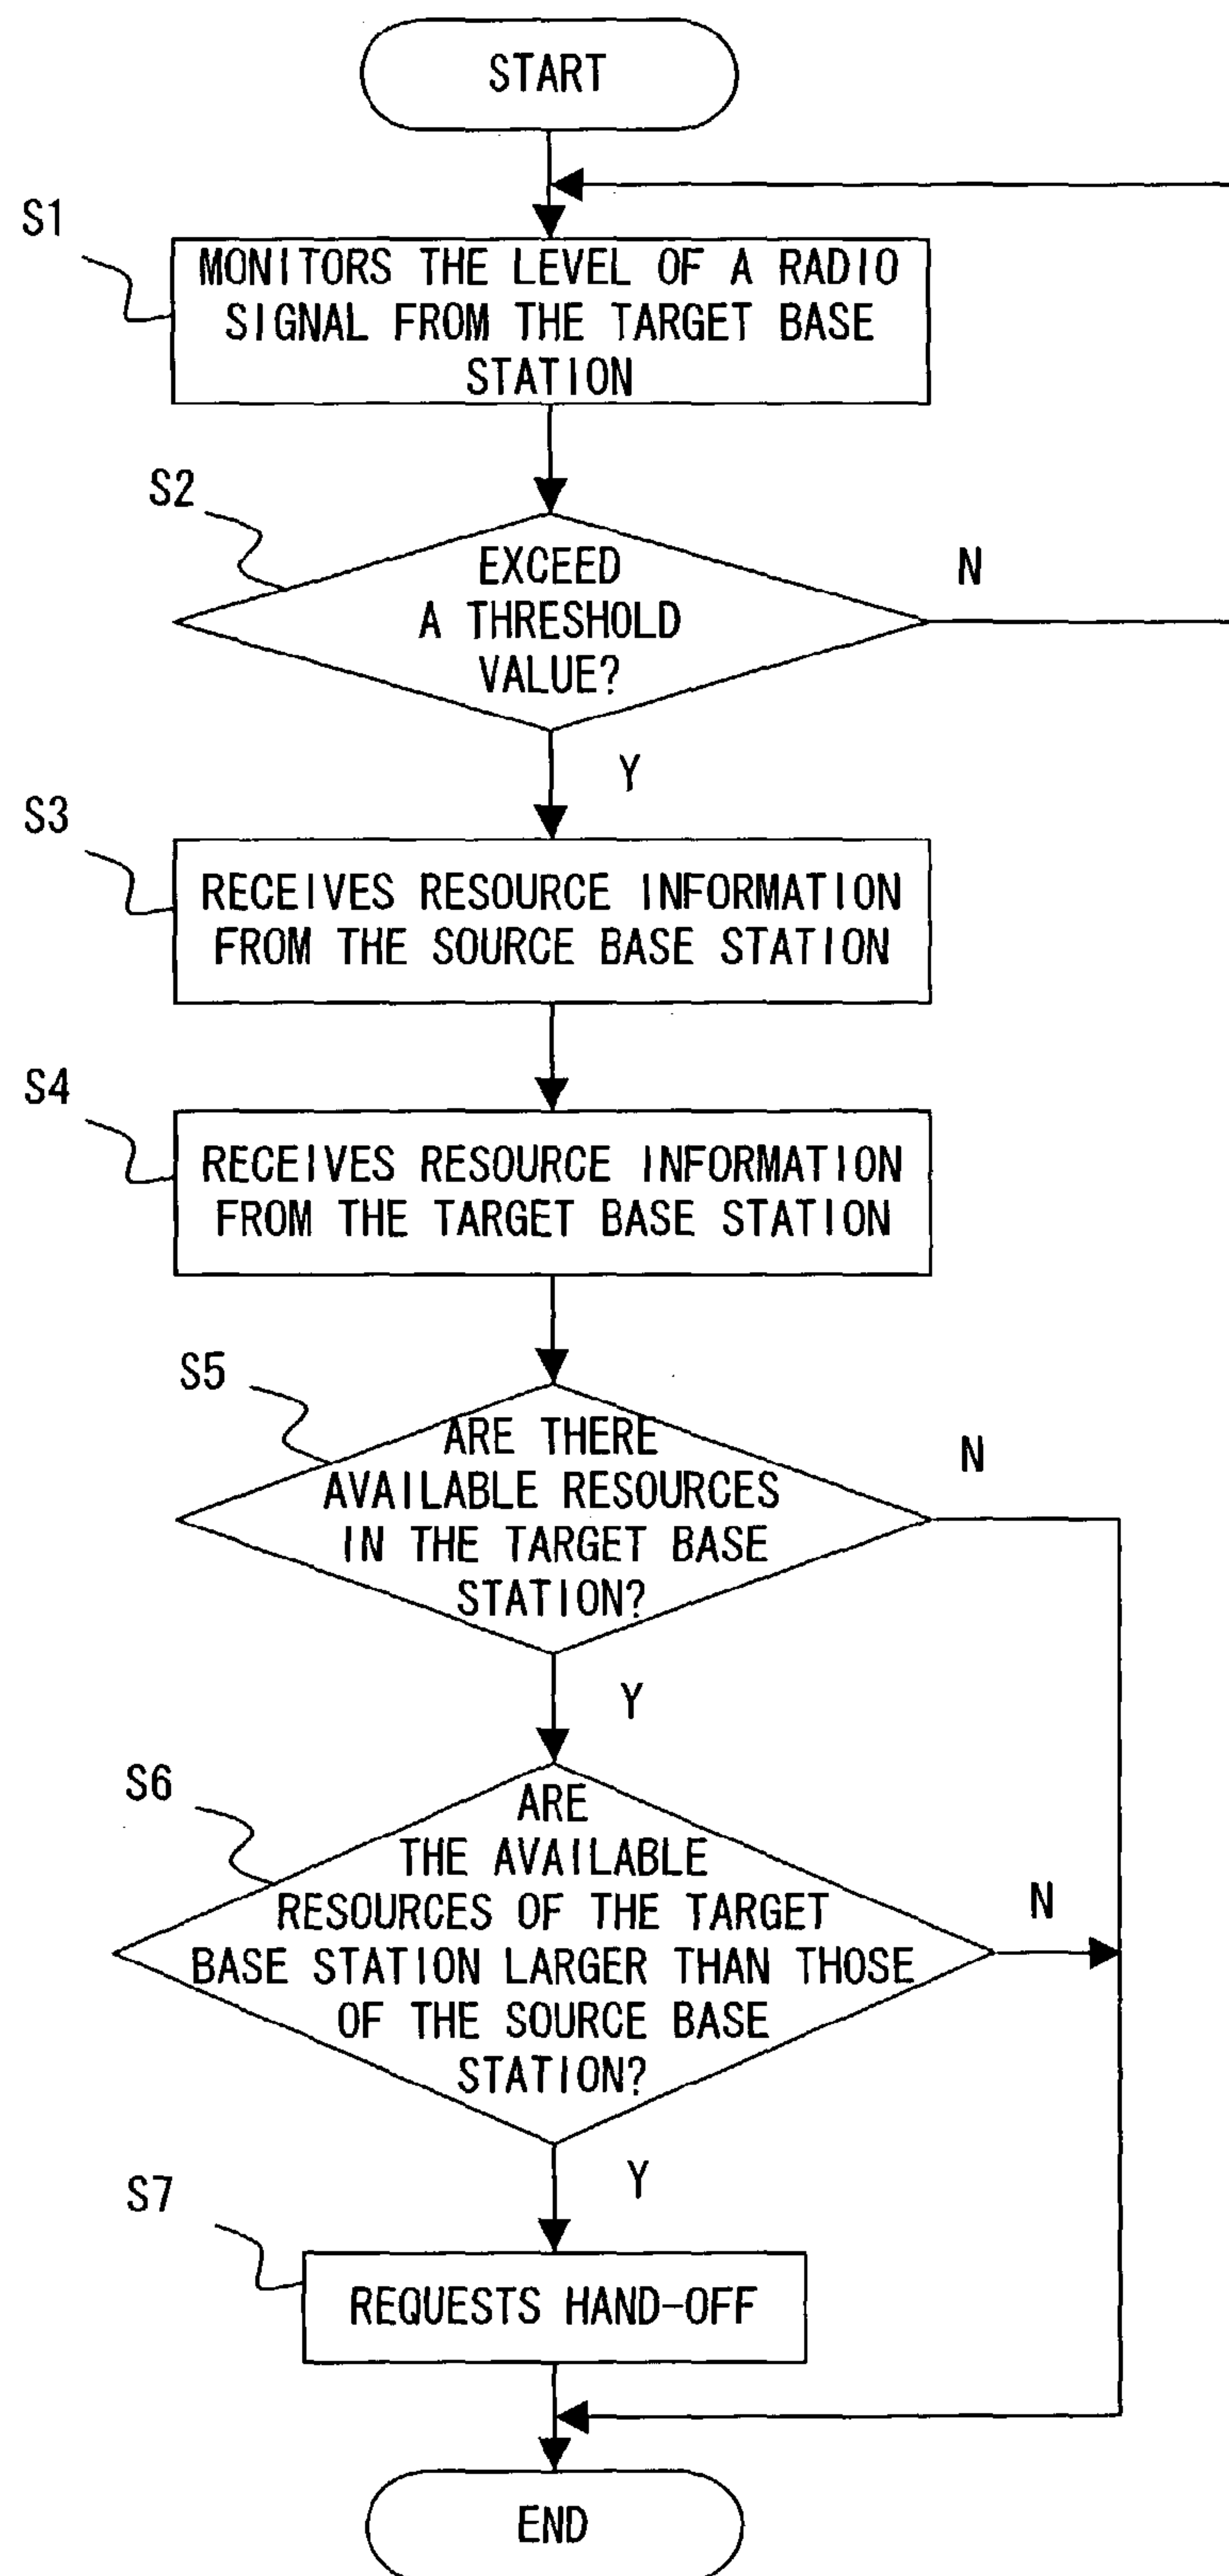 START
S1
MONITORS THE LEVEL OF A RADIO
SIGNAL FROM THE TARGET BASE
STATION
S2
EXCEED
A THRESHOLD
VALUE?
N
Y
S3
RECEIVES RESOURCE INFORMATION
FROM THE SOURCE BASE STATION
S4
RECEIVES RESOURCE INFORMATION
FROM THE TARGET BASE STATION
S5
ARE THERE
AVAILABLE RESOURCES
IN THE TARGET BASE
STATION?
N
Y
S6
ARE
THE AVAILABLE
RESOURCES OF THE TARGET
BASE STATION LARGER THAN THOSE
OF THE SOURCE BASE
STATION?
N
Y
S7
REQUESTS HAND-OFF
END